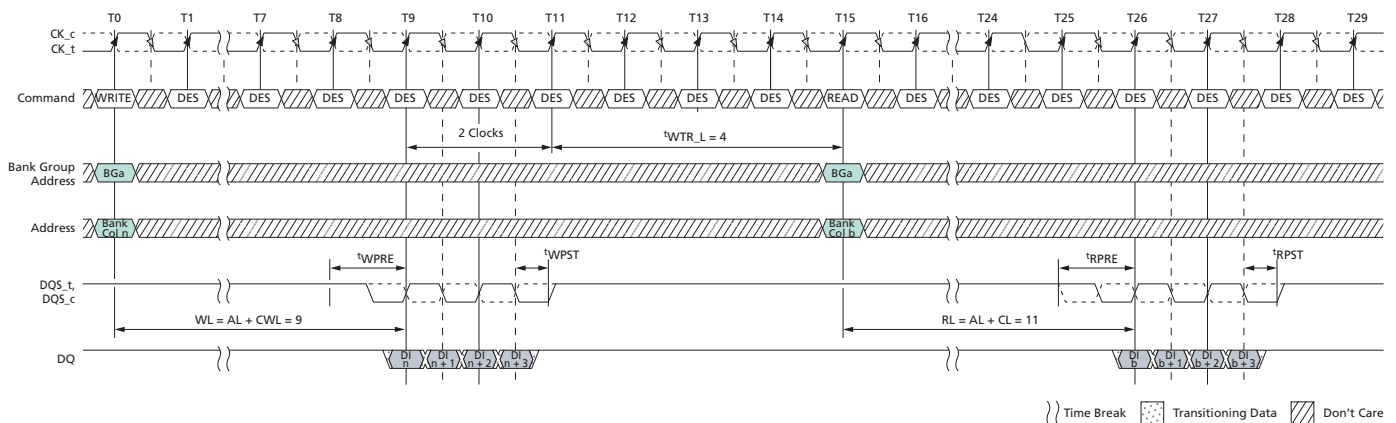 T0 T1 T7 T8 T9 T10 T11 T12 T13 T14 T15 T16 T24 T25 T26 T27 T28 T29
CK_c
CK_t
Command WRITE DES DES DES DES DES DES DES DES DES READ DES DES DES DES DES DES DES
2 Clocks tWTR_L = 4
Bank Group
Address BGa BGa
Address Bank
Col n Bank
Col b
tWPRE tWPST tRPRE tRPST
DQS_t,
DQS_c
WL = AL + CWL = 9 RL = AL + CL = 11
DQ DI
n DI
n + 1 DI
n + 2 DI
n + 3 DI
b DI
b + 1 DI
b + 2 DI
b + 3
Time Break Transitioning Data Don't Care